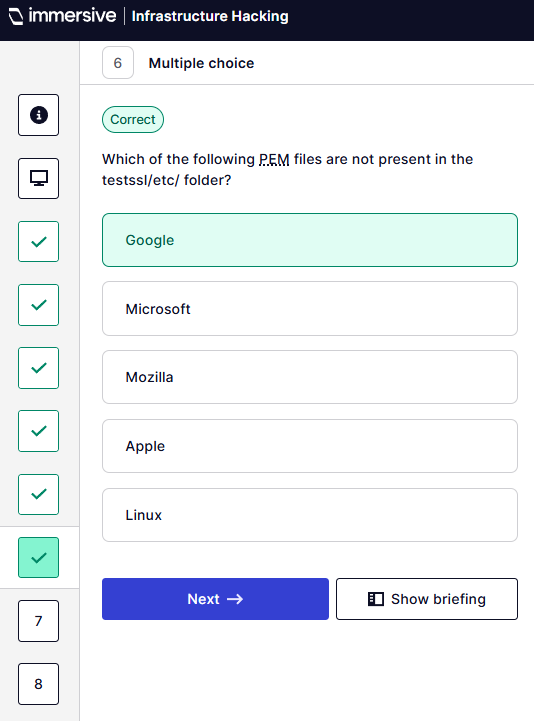 immersive | Infrastructure Hacking
6 Multiple choice
Correct
Which of the following PEM files are not present in the
testssl/etc/ folder?
Google
Microsoft
Mozilla
Apple
Linux
Next → Show briefing
7
8